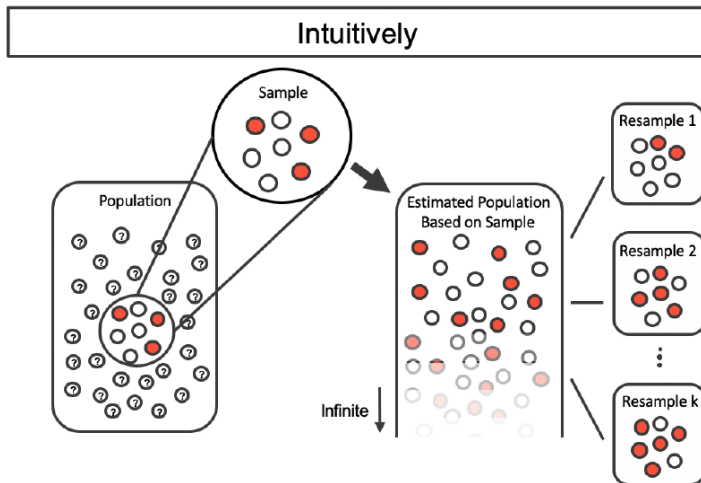 Intuitively
Sample
Population
? ? ? ? ? ? ? ? ? ? ? ? ? ? ? ? ? ? ? ? ? ? ? ? ? ? ?
Estimated Population
Based on Sample
Infinite
Resample 1
Resample 2
Resample k